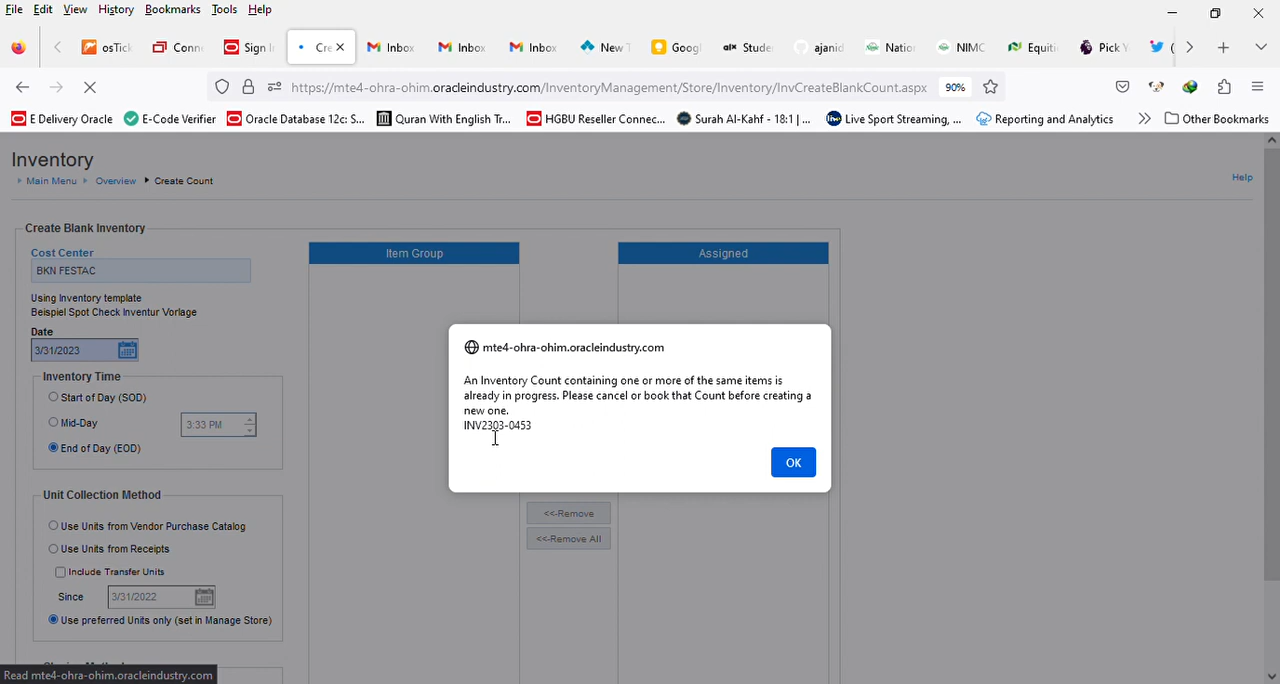 File Edit View History Bookmarks Tools Help
osTick Conn Sign I Cre Inbo Inbo Inbo New T Goog Stude ajanid Natio NIMC Equiti Pick Y
https://mte4-ohra-ohim.oracleindustry.com/InventoryManagement/Store/Inventory/InvCreateBlankCount.aspx 90%
E Delivery Oracle E-Code Verifier Oracle Database 12c: S... Quran With English Tr... HGBU Reseller Connec... Surah Al-Kahf - 18:1 | ... Live Sport Streaming, ... Reporting and Analytics Other Bookmarks
Inventory
Main Menu Overview Create Count Help
Create Blank Inventory
Cost Center
BKN FESTAC
Using Inventory template
Beispiel Spot Check Inventur Vorlage
Date
3/31/2023
Inventory Time
Start of Day (SOD)
Mid-Day 3:33 PM
End of Day (EOD)
Unit Collection Method
Use Units from Vendor Purchase Catalog
Use Units from Receipts
Include Transfer Units
Since 3/31/2022
Use preferred Units only (set in Manage Store)
Item Group
Assigned
<<-Remove
<<-Remove All
mte4-ohra-ohim.oracleindustry.com
An Inventory Count containing one or more of the same items is
already in progress. Please cancel or book that Count before creating a
new one.
INV2303-0453
OK
Read mte4-ohra-ohim.oracleindustry.com